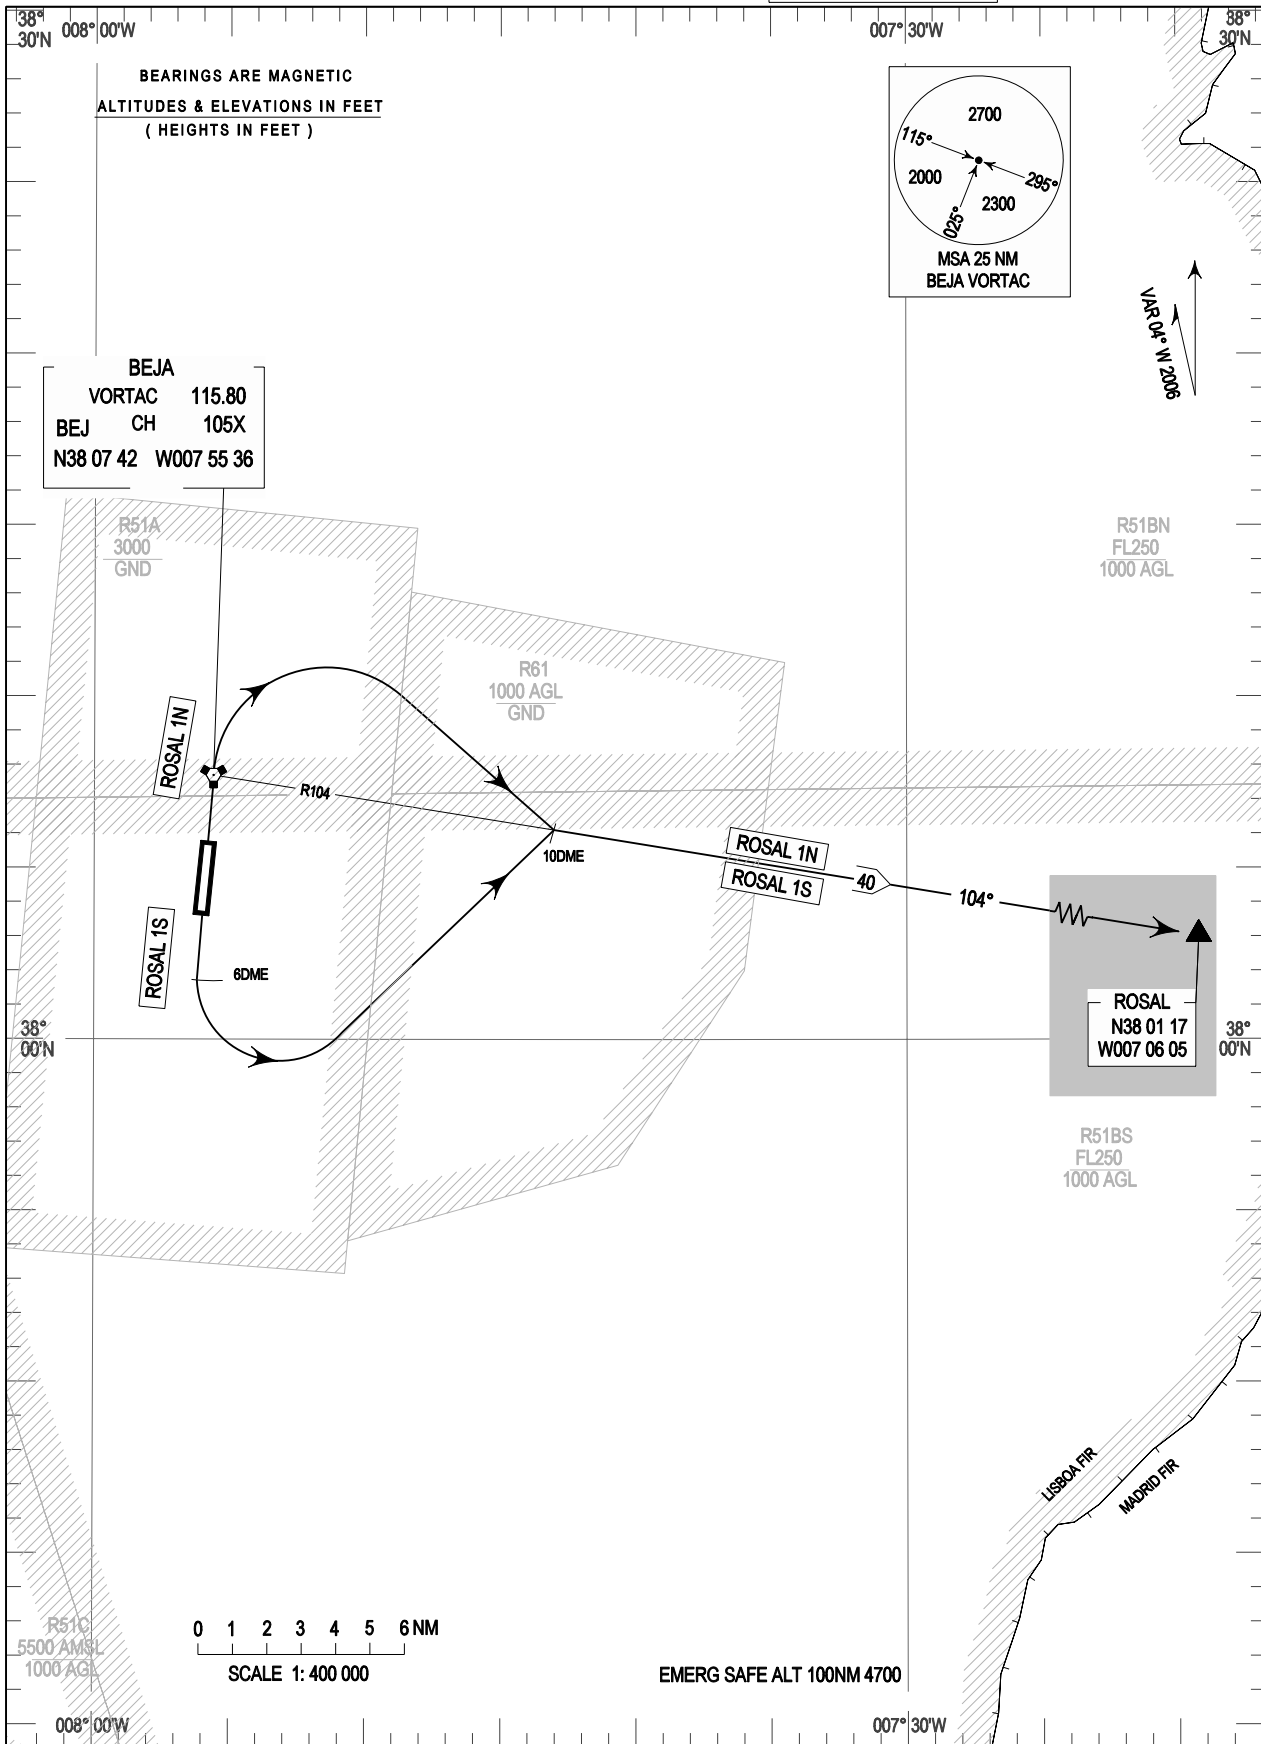 38° 008° 00'W 007° 30'W 38°
30'N 30'N
BEARINGS ARE MAGNETIC
ALTITUDES & ELEVATIONS IN FEET
( HEIGHTS IN FEET )
2700
115°
2000
295°
2300
025°
MSA 25 NM
BEJA VORTAC
VAR 04° W 2006
BEJA
VORTAC 115.80
BEJ CH 105X
N38 07 42 W007 55 36
R51A
3000
GND
R51BN
FL250
1000 AGL
R61
1000 AGL
GND
ROSAL 1N
R104
10DME
ROSAL 1N
ROSAL 1S
40
104°
ROSAL 1S
6DME
ROSAL
N38 01 17
W007 06 05
38°
00'N
38°
00'N
R51BS
FL250
1000 AGL
LISBOA FIR
MADRID FIR
R51C
5500 AMSL
1000 AGL
0 1 2 3 4 5 6 NM
SCALE 1: 400 000
EMERG SAFE ALT 100NM 4700
008° 00'W 007° 30'W